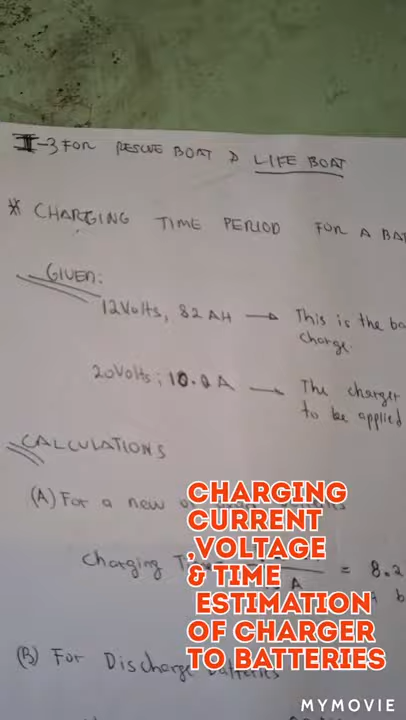 I-3 FOR RESCUE BOAT & LIFE BOAT
* CHARGING TIME PERIOD FOR A BAT
GIVEN:
12Volts, 82 AH → This is the ba
charge.
20Volts; 10.0 A → The charger
to be applied
CALCULATIONS
(A) For a new
Charging = 8.2
A
(B) For Discharge Batteries
CHARGING
CURRENT
,VOLTAGE
& TIME
ESTIMATION
OF CHARGER
TO BATTERIES
MYMOVIE